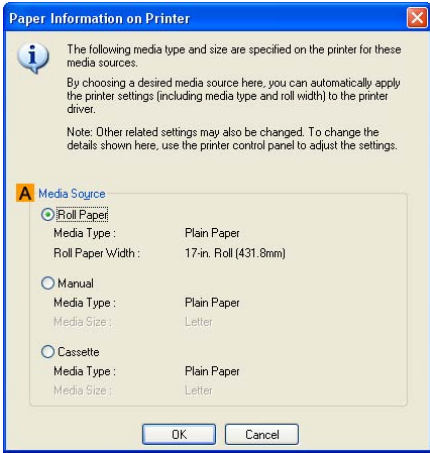 Paper Information on Printer
The following media type and size are specified on the printer for these
media sources.
By choosing a desired media source here, you can automatically apply
the printer settings (including media type and roll width) to the printer
driver.
Note: Other related settings may also be changed. To change the
details shown here, use the printer control panel to adjust the settings.
A Media Source
Roll Paper
Media Type : Plain Paper
Roll Paper Width : 17-in. Roll (431.8mm)
Manual
Media Type : Plain Paper
Media Size : Letter
Cassette
Media Type : Plain Paper
Media Size : Letter
OK Cancel